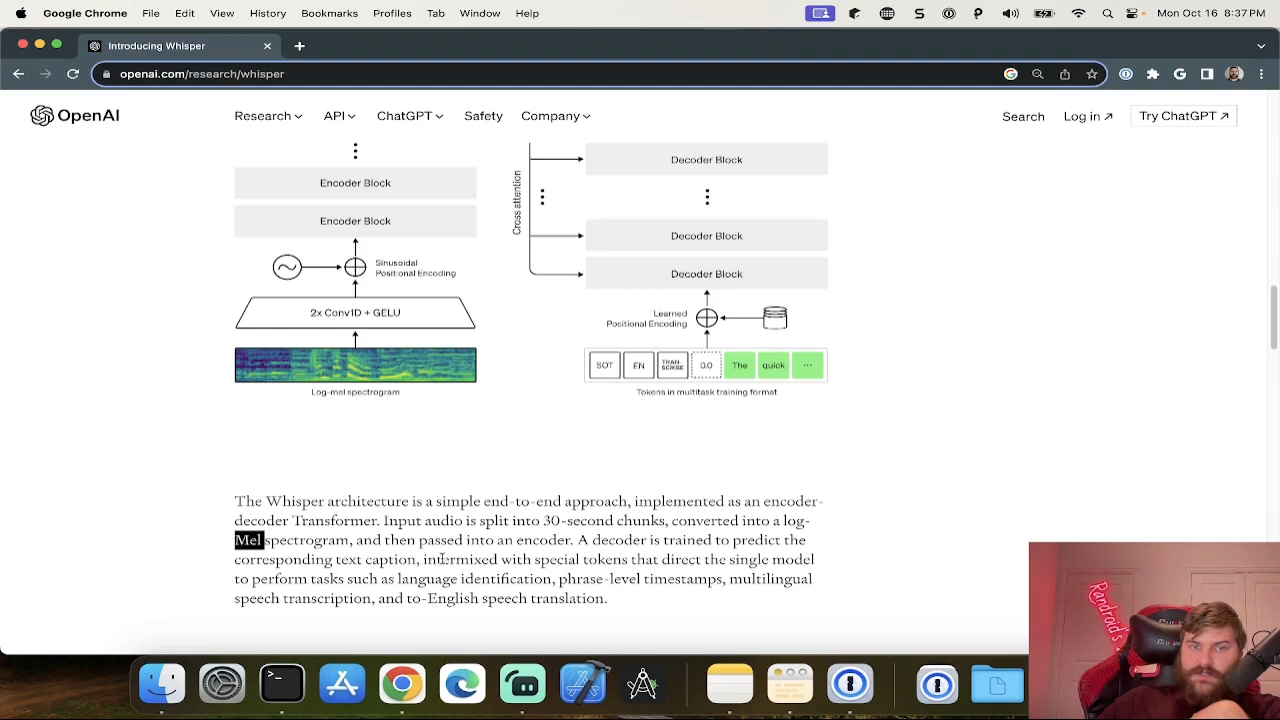 Google Chrome File Edit View History Bookmarks Profiles Tab Window Help Mon Oct 16 8:37 PM
Introducing Whisper
openai.com/research/whisper
OpenAI Research API ChatGPT Safety Company Search Log in ↗ Try ChatGPT ↗
Encoder Block
Encoder Block
Sinusoidal
Positional Encoding
2x Conv1D + GELU
Log-mel spectrogram
Cross attention
Decoder Block
Decoder Block
Decoder Block
Learned
Positional Encoding
SOT EN TRAN-
SCRIBE 0.0 The quick ...
Tokens in multitask training format
The Whisper architecture is a simple end-to-end approach, implemented as an encoder-
decoder Transformer. Input audio is split into 30-second chunks, converted into a log-
Mel spectrogram, and then passed into an encoder. A decoder is trained to predict the
corresponding text caption, intermixed with special tokens that direct the single model
to perform tasks such as language identification, phrase-level timestamps, multilingual
speech transcription, and to-English speech translation.
Randroid's